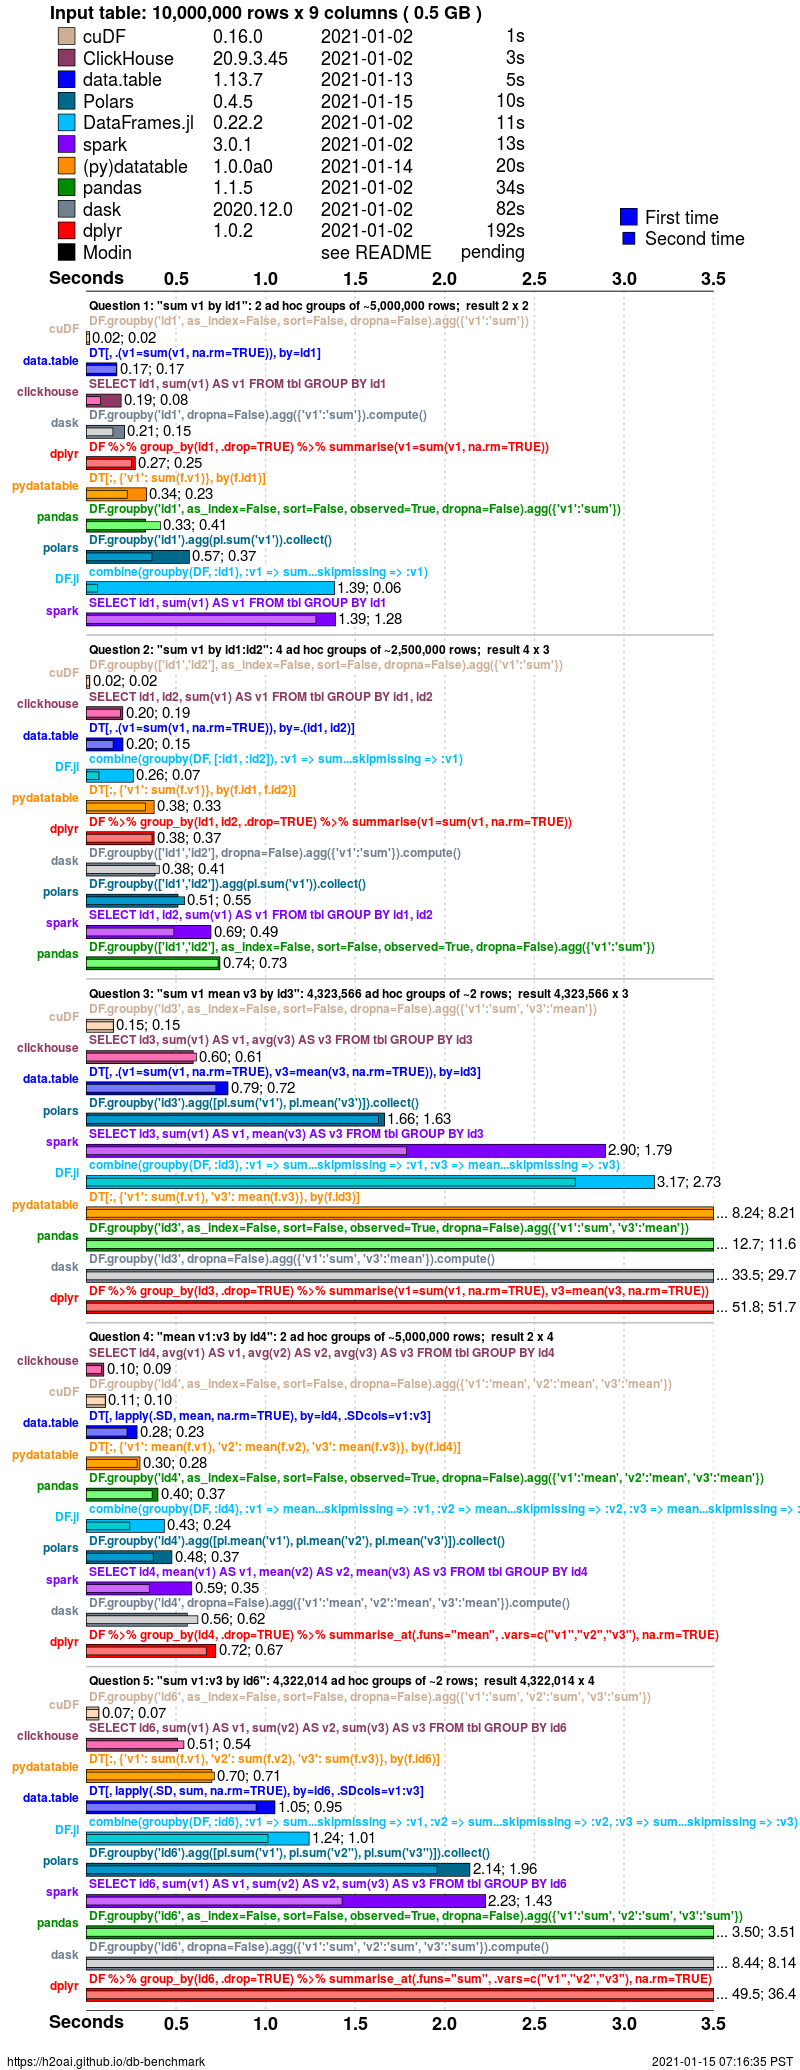 Input table: 10,000,000 rows x 9 columns ( 0.5 GB )
cuDF 0.16.0 2021-01-02 1s
ClickHouse 20.9.3.45 2021-01-02 3s
data.table 1.13.7 2021-01-13 5s
Polars 0.4.5 2021-01-15 10s
DataFrames.jl 0.22.2 2021-01-02 11s
spark 3.0.1 2021-01-02 13s
(py)datatable 1.0.0a0 2021-01-14 20s
pandas 1.1.5 2021-01-02 34s
dask 2020.12.0 2021-01-02 82s
dplyr 1.0.2 2021-01-02 192s
Modin see README pending
First time
Second time
Seconds 0.5 1.0 1.5 2.0 2.5 3.0 3.5
Question 1: "sum v1 by id1": 2 ad hoc groups of ~5,000,000 rows; result 2 x 2
DF.groupby('id1', as_index=False, sort=False, dropna=False).agg({'v1':'sum'})
cuDF 0.02; 0.02
DT[, .(v1=sum(v1, na.rm=TRUE)), by=id1]
data.table 0.17; 0.17
SELECT id1, sum(v1) AS v1 FROM tbl GROUP BY id1
clickhouse 0.19; 0.08
DF.groupby('id1', dropna=False).agg({'v1':'sum'}).compute()
dask 0.21; 0.15
DF %>% group_by(id1, .drop=TRUE) %>% summarise(v1=sum(v1, na.rm=TRUE))
dplyr 0.27; 0.25
DT[:, {'v1': sum(f.v1)}, by(f.id1)]
pydatatable 0.34; 0.23
DF.groupby('id1', as_index=False, sort=False, observed=True, dropna=False).agg({'v1':'sum'})
pandas 0.33; 0.41
DF.groupby('id1').agg(pl.sum('v1')).collect()
polars 0.57; 0.37
combine(groupby(DF, :id1), :v1 => sum...skipmissing => :v1)
DF.jl 1.39; 0.06
SELECT id1, sum(v1) AS v1 FROM tbl GROUP BY id1
spark 1.39; 1.28
Question 2: "sum v1 by id1:id2": 4 ad hoc groups of ~2,500,000 rows; result 4 x 3
DF.groupby(['id1','id2'], as_index=False, sort=False, dropna=False).agg({'v1':'sum'})
cuDF 0.02; 0.02
SELECT id1, id2, sum(v1) AS v1 FROM tbl GROUP BY id1, id2
clickhouse 0.20; 0.19
DT[, .(v1=sum(v1, na.rm=TRUE)), by=.(id1, id2)]
data.table 0.20; 0.15
combine(groupby(DF, [:id1, :id2]), :v1 => sum...skipmissing => :v1)
DF.jl 0.26; 0.07
DT[:, {'v1': sum(f.v1)}, by(f.id1, f.id2)]
pydatatable 0.38; 0.33
DF %>% group_by(id1, id2, .drop=TRUE) %>% summarise(v1=sum(v1, na.rm=TRUE))
dplyr 0.38; 0.37
DF.groupby(['id1','id2'], dropna=False).agg({'v1':'sum'}).compute()
dask 0.38; 0.41
DF.groupby(['id1','id2']).agg(pl.sum('v1')).collect()
polars 0.51; 0.55
SELECT id1, id2, sum(v1) AS v1 FROM tbl GROUP BY id1, id2
spark 0.69; 0.49
DF.groupby(['id1','id2'], as_index=False, sort=False, observed=True, dropna=False).agg({'v1':'sum'})
pandas 0.74; 0.73
Question 3: "sum v1 mean v3 by id3": 4,323,566 ad hoc groups of ~2 rows; result 4,323,566 x 3
DF.groupby('id3', as_index=False, sort=False, dropna=False).agg({'v1':'sum', 'v3':'mean'})
cuDF 0.15; 0.15
SELECT id3, sum(v1) AS v1, avg(v3) AS v3 FROM tbl GROUP BY id3
clickhouse 0.60; 0.61
DT[, .(v1=sum(v1, na.rm=TRUE), v3=mean(v3, na.rm=TRUE)), by=id3]
data.table 0.79; 0.72
DF.groupby('id3').agg([pl.sum('v1'), pl.mean('v3')]).collect()
polars 1.66; 1.63
SELECT id3, sum(v1) AS v1, mean(v3) AS v3 FROM tbl GROUP BY id3
spark 2.90; 1.79
combine(groupby(DF, :id3), :v1 => sum...skipmissing => :v1, :v3 => mean...skipmissing => :v3)
DF.jl 3.17; 2.73
DT[:, {'v1': sum(f.v1), 'v3': mean(f.v3)}, by(f.id3)]
pydatatable ... 8.24; 8.21
DF.groupby('id3', as_index=False, sort=False, observed=True, dropna=False).agg({'v1':'sum', 'v3':'mean'})
pandas ... 12.7; 11.6
DF.groupby('id3', dropna=False).agg({'v1':'sum', 'v3':'mean'}).compute()
dask ... 33.5; 29.7
DF %>% group_by(id3, .drop=TRUE) %>% summarise(v1=sum(v1, na.rm=TRUE), v3=mean(v3, na.rm=TRUE))
dplyr ... 51.8; 51.7
Question 4: "mean v1:v3 by id4": 2 ad hoc groups of ~5,000,000 rows; result 2 x 4
SELECT id4, avg(v1) AS v1, avg(v2) AS v2, avg(v3) AS v3 FROM tbl GROUP BY id4
clickhouse 0.10; 0.09
DF.groupby('id4', as_index=False, sort=False, dropna=False).agg({'v1':'mean', 'v2':'mean', 'v3':'mean'})
cuDF 0.11; 0.10
DT[, lapply(.SD, mean, na.rm=TRUE), by=id4, .SDcols=v1:v3]
data.table 0.28; 0.23
DT[:, {'v1': mean(f.v1), 'v2': mean(f.v2), 'v3': mean(f.v3)}, by(f.id4)]
pydatatable 0.30; 0.28
DF.groupby('id4', as_index=False, sort=False, observed=True, dropna=False).agg({'v1':'mean', 'v2':'mean', 'v3':'mean'})
pandas 0.40; 0.37
combine(groupby(DF, :id4), :v1 => mean...skipmissing => :v1, :v2 => mean...skipmissing => :v2, :v3 => mean...skipmissing => :
DF.jl 0.43; 0.24
DF.groupby('id4').agg([pl.mean('v1'), pl.mean('v2'), pl.mean('v3')]).collect()
polars 0.48; 0.37
SELECT id4, mean(v1) AS v1, mean(v2) AS v2, mean(v3) AS v3 FROM tbl GROUP BY id4
spark 0.59; 0.35
DF.groupby('id4', dropna=False).agg({'v1':'mean', 'v2':'mean', 'v3':'mean'}).compute()
dask 0.56; 0.62
DF %>% group_by(id4, .drop=TRUE) %>% summarise_at(.funs="mean", .vars=c("v1","v2","v3"), na.rm=TRUE)
dplyr 0.72; 0.67
Question 5: "sum v1:v3 by id6": 4,322,014 ad hoc groups of ~2 rows; result 4,322,014 x 4
DF.groupby('id6', as_index=False, sort=False, dropna=False).agg({'v1':'sum', 'v2':'sum', 'v3':'sum'})
cuDF 0.07; 0.07
SELECT id6, sum(v1) AS v1, sum(v2) AS v2, sum(v3) AS v3 FROM tbl GROUP BY id6
clickhouse 0.51; 0.54
DT[:, {'v1': sum(f.v1), 'v2': sum(f.v2), 'v3': sum(f.v3)}, by(f.id6)]
pydatatable 0.70; 0.71
DT[, lapply(.SD, sum, na.rm=TRUE), by=id6, .SDcols=v1:v3]
data.table 1.05; 0.95
combine(groupby(DF, :id6), :v1 => sum...skipmissing => :v1, :v2 => sum...skipmissing => :v2, :v3 => sum...skipmissing => :v3)
DF.jl 1.24; 1.01
DF.groupby('id6').agg([pl.sum('v1'), pl.sum('v2"), pl.sum('v3")]).collect()
polars 2.14; 1.96
SELECT id6, sum(v1) AS v1, sum(v2) AS v2, sum(v3) AS v3 FROM tbl GROUP BY id6
spark 2.23; 1.43
DF.groupby('id6', as_index=False, sort=False, observed=True, dropna=False).agg({'v1':'sum', 'v2':'sum', 'v3':'sum'})
pandas ... 3.50; 3.51
DF.groupby('id6', dropna=False).agg({'v1':'sum', 'v2':'sum', 'v3':'sum'}).compute()
dask ... 8.44; 8.14
DF %>% group_by(id6, .drop=TRUE) %>% summarise_at(.funs="sum", .vars=c("v1","v2","v3"), na.rm=TRUE)
dplyr ... 49.5; 36.4
Seconds 0.5 1.0 1.5 2.0 2.5 3.0 3.5
https://h2oai.github.io/db-benchmark 2021-01-15 07:16:35 PST